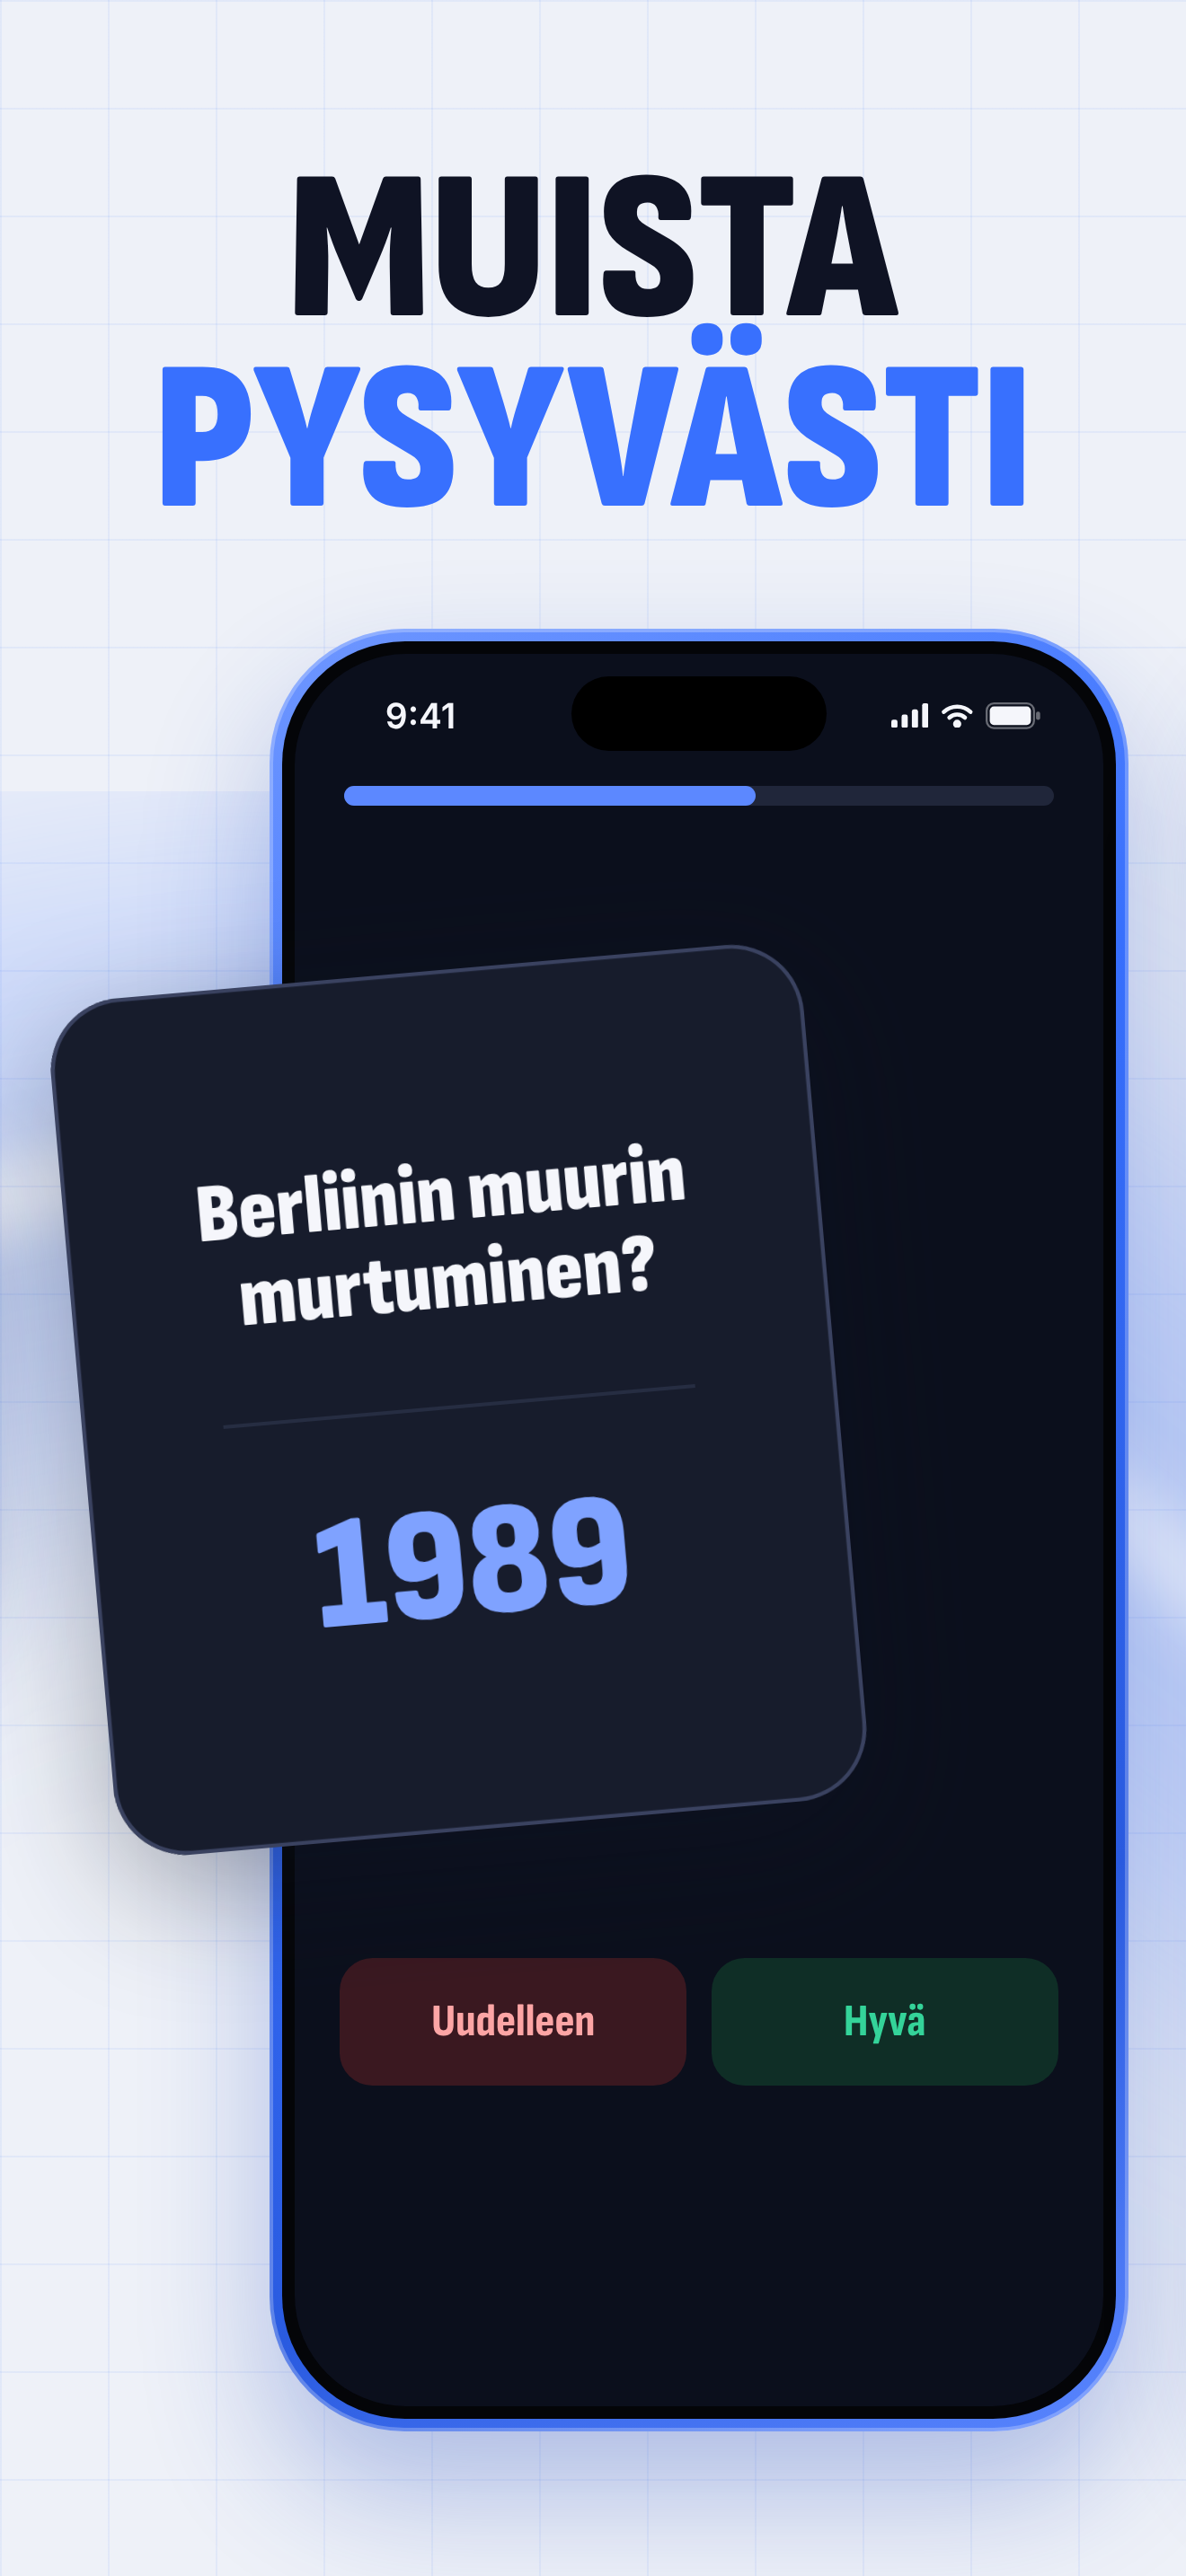 MUISTA
PYSYVÄSTI
9:41
Berliinin muurin
murtuminen?
1989
Uudelleen
Hyvä